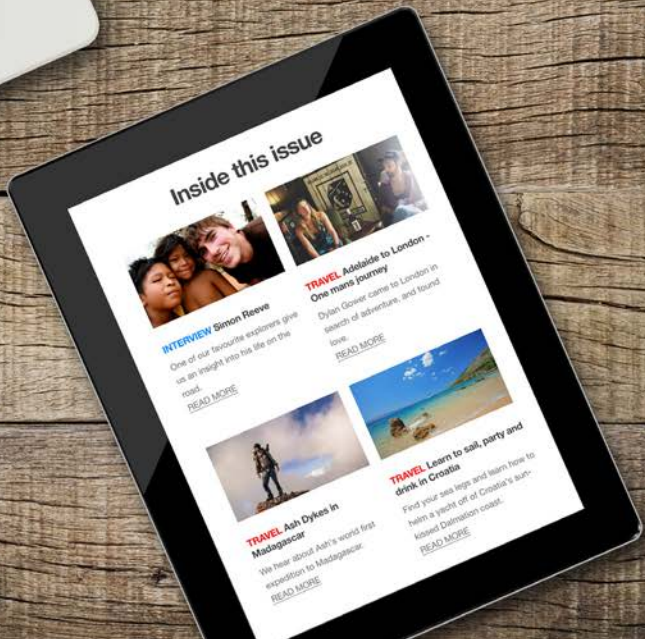 Inside this issue
INTERVIEW Simon Reeve
One of our favourite explorers give
us an insight into his life on the
road.
READ MORE
TRAVEL Adelaide to London -
One mans journey
Dylan Gower came to London in
search of adventure, and found
love.
READ MORE
TRAVEL Ash Dykes in
Madagascar
We hear about Ash's world first
expedition to Madagascar.
READ MORE
TRAVEL Learn to sail, party and
drink in Croatia
Find your sea legs and learn how to
helm a yacht off of Croatia's surf-
kissed Dalmation coast.
READ MORE